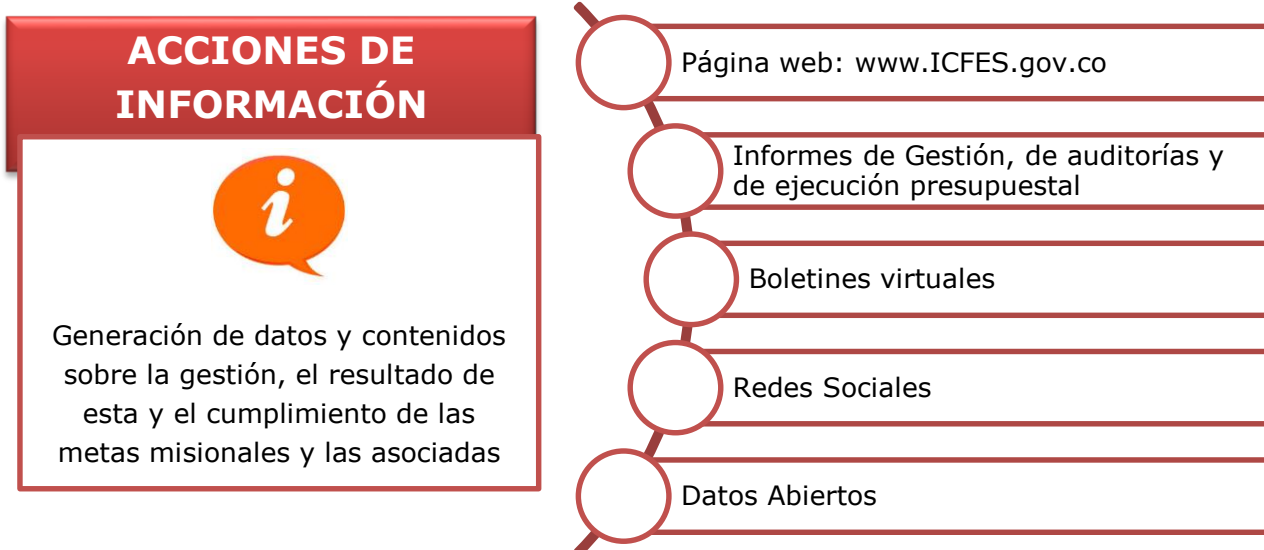 ACCIONES DE
INFORMACIÓN
i
Generación de datos y contenidos
sobre la gestión, el resultado de
esta y el cumplimiento de las
metas misionales y las asociadas
Página web: www.ICFES.gov.co
Informes de Gestión, de auditorías y
de ejecución presupuestal
Boletines virtuales
Redes Sociales
Datos Abiertos